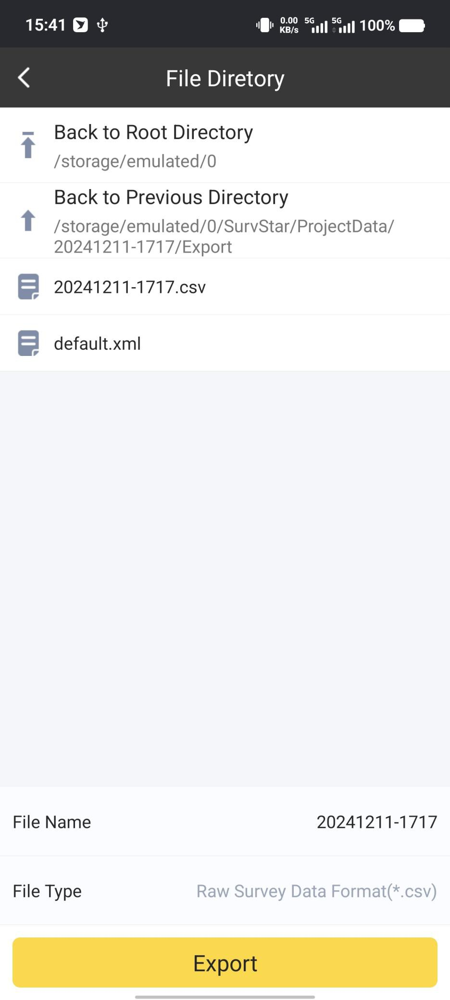 15:41
0.00 KB/s 5G 5G 100%
File Diretory
Back to Root Directory
/storage/emulated/0
Back to Previous Directory
/storage/emulated/0/SurvStar/ProjectData/
20241211-1717/Export
20241211-1717.csv
default.xml
File Name 20241211-1717
File Type Raw Survey Data Format(*.csv)
Export